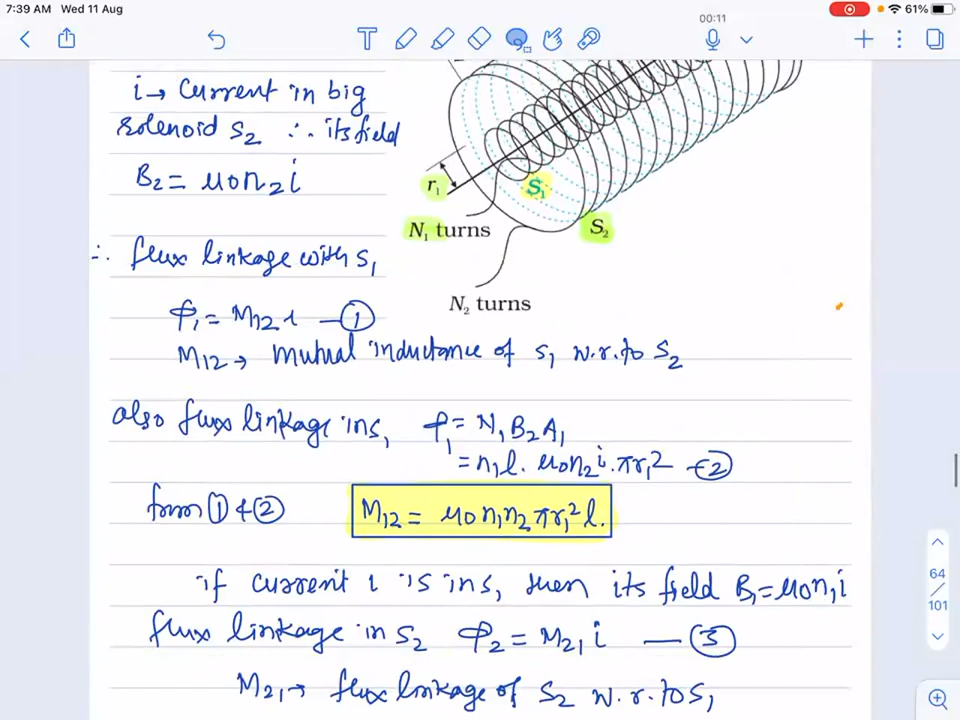 7:39 AM Wed 11 Aug
61%
00:11
i → Current in big
solenoid S2 ∴ its field
B2 = μ0n2i
r1
S1
N1 turns
S2
N2 turns
∴ flux linkage with S1
φ1 = M12 i — ①
M12 → mutual inductance of S1 w.r.to S2
also flux linkage in S1 φ1 = N1B2A1
= n1l. μ0n2i.πr1² — ②
from ① & ② M12 = μ0n1n2πr1²l.
if current i is in S1 then its field B1=μ0n1i
flux linkage in S2 φ2 = M21 i — ③
M21 → flux linkage of S2 w.r.to S1
64
/
101